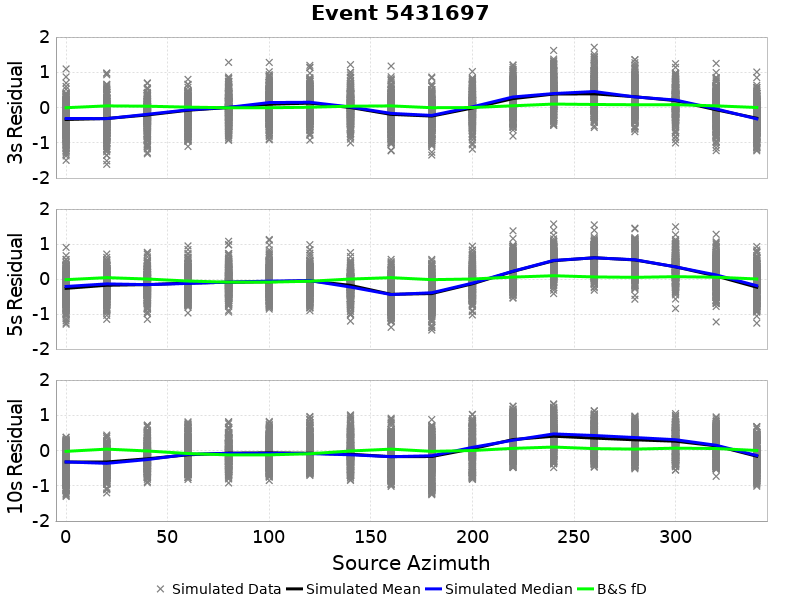 Event 5431697
2
1
0
-1
-2
3s Residual
2
1
0
-1
-2
5s Residual
2
1
0
-1
-2
10s Residual
0 50 100 150 200 250 300
Source Azimuth
Simulated Data Simulated Mean Simulated Median B&S fD